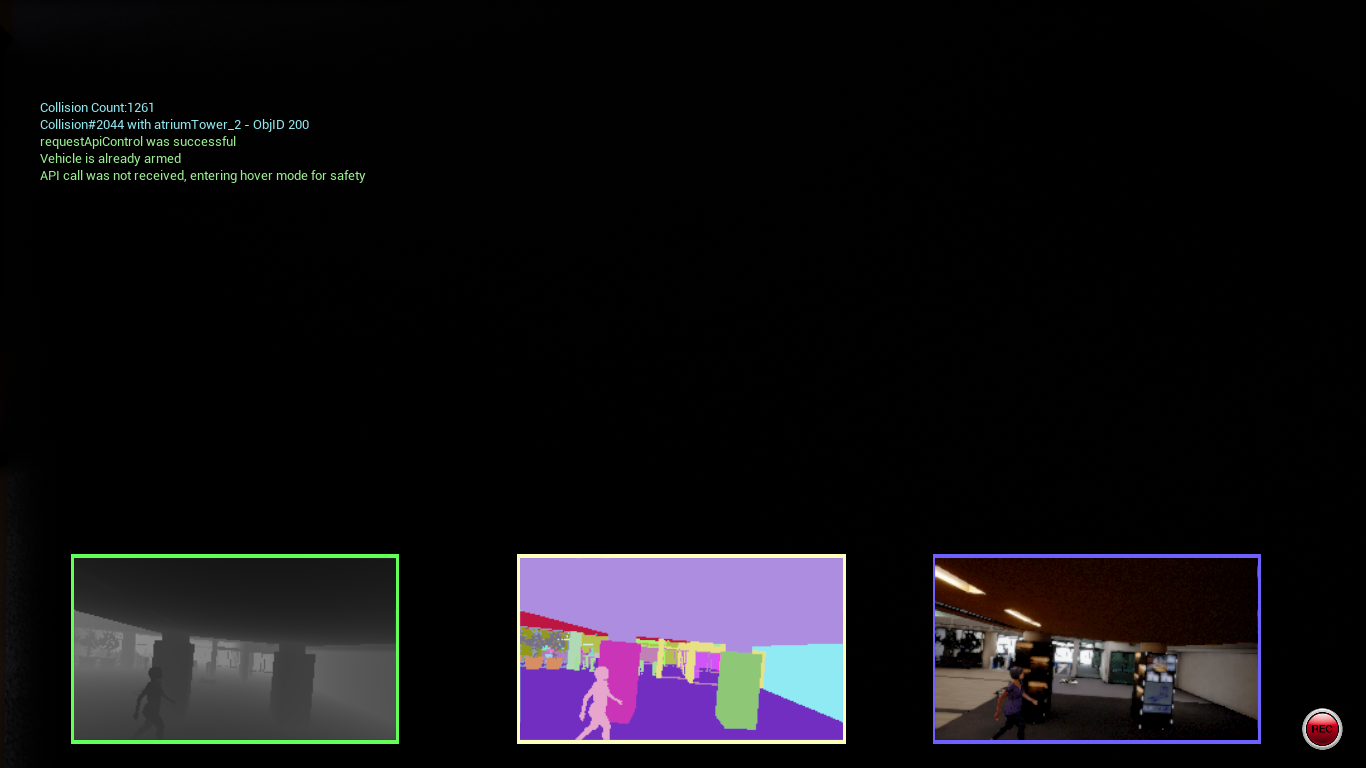 Collision Count:1261
Collision#2044 with atriumTower_2 - ObjID 200
requestApiControl was successful
Vehicle is already armed
API call was not received, entering hover mode for safety
REC